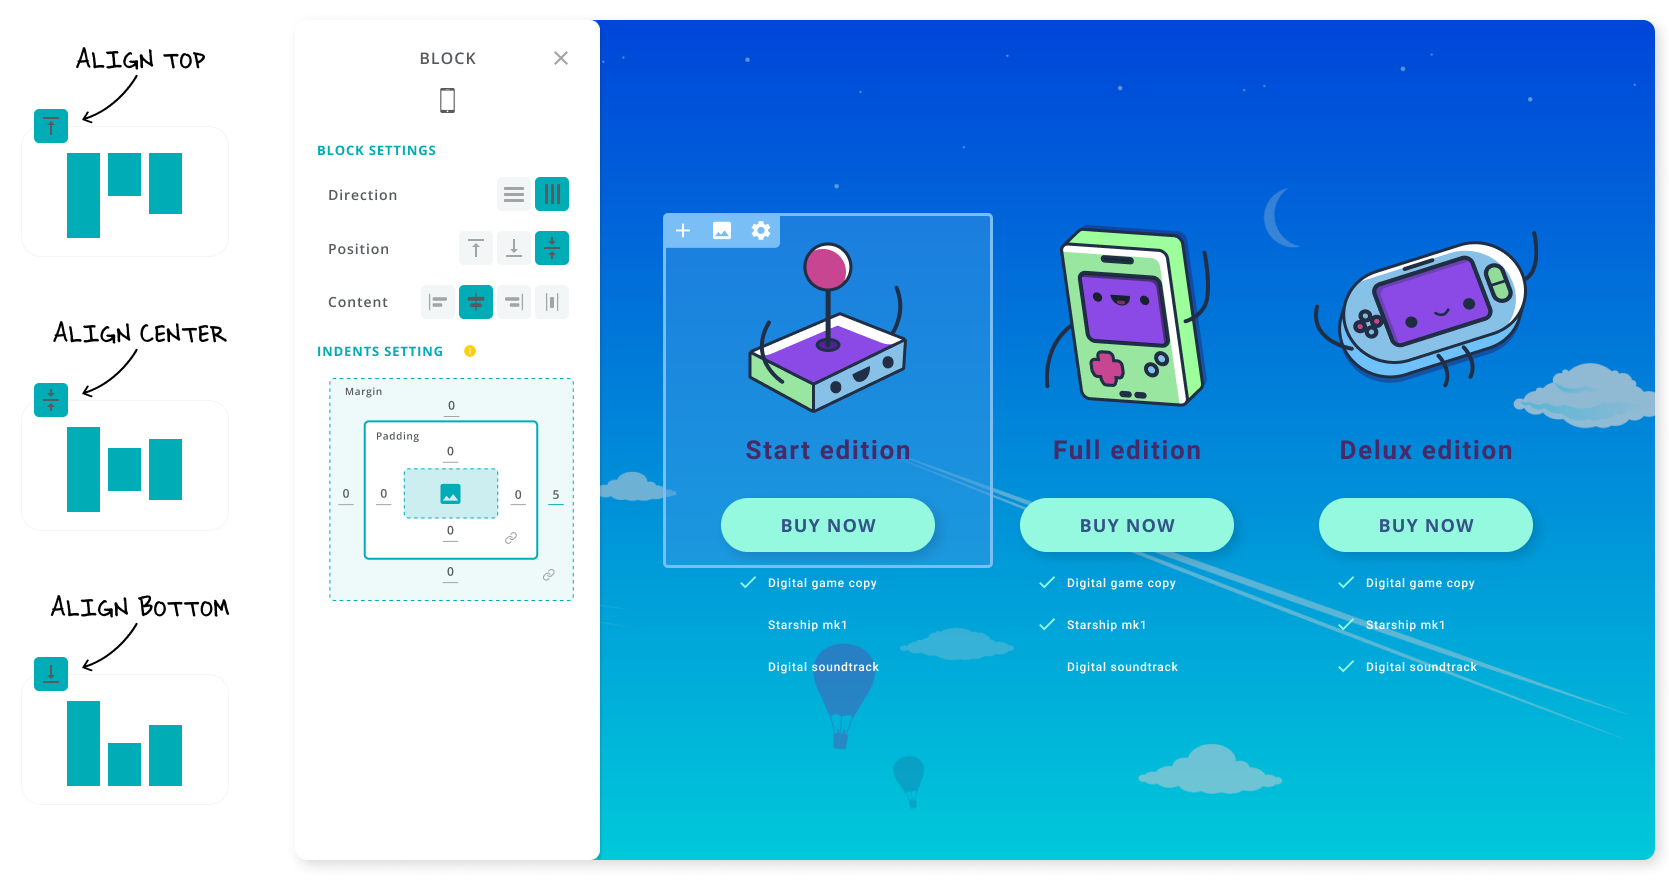 ALIGN TOP
ALIGN CENTER
ALIGN BOTTOM
BLOCK
BLOCK SETTINGS
Direction
Position
Content
INDENTS SETTING
Margin
0
Padding
0
0 0 0 5
0
0
Start edition
BUY NOW
Digital game copy
Starship mk1
Digital soundtrack
Full edition
BUY NOW
Digital game copy
Starship mk1
Digital soundtrack
Delux edition
BUY NOW
Digital game copy
Starship mk1
Digital soundtrack